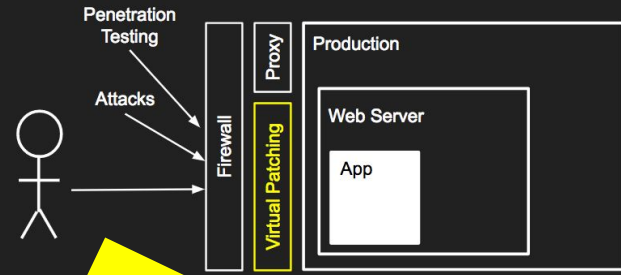 Penetration
Testing
Attacks
Firewall
Proxy
Virtual Patching
Production
Web Server
App